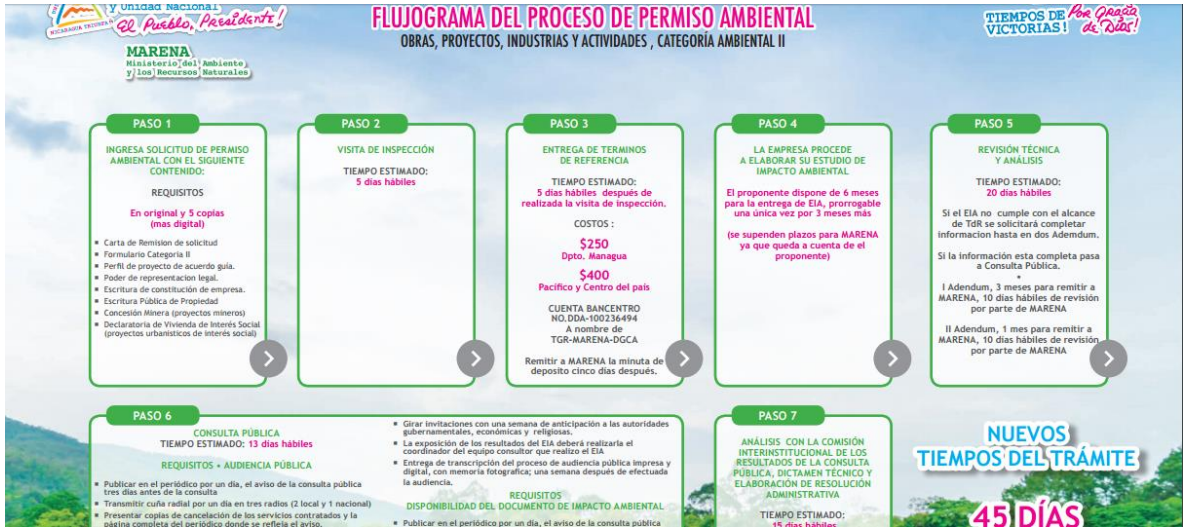 y Unidad Nacional
El Pueblo, Presidente!
MARENA
Ministerio del Ambiente
y los Recursos Naturales
FLUJOGRAMA DEL PROCESO DE PERMISO AMBIENTAL
OBRAS, PROYECTOS, INDUSTRIAS Y ACTIVIDADES , CATEGORÍA AMBIENTAL II
TIEMPOS DE
VICTORIAS!
Por Gracia
de Dios!
PASO 1
INGRESA SOLICITUD DE PERMISO
AMBIENTAL CON EL SIGUIENTE
CONTENIDO:
REQUISITOS
En original y 5 copias
(mas digital)
▪ Carta de Remision de solicitud
▪ Formulario Categoria II
▪ Perfil de proyecto de acuerdo guía.
▪ Poder de representacion legal.
▪ Escritura de constitución de empresa.
▪ Escritura Pública de Propiedad
▪ Concesión Minera (proyectos mineros)
▪ Declaratoria de Vivienda de Interés Social
(proyectos urbanisticos de interés social)
PASO 2
VISITA DE INSPECCIÓN
TIEMPO ESTIMADO:
5 días hábiles
PASO 3
ENTREGA DE TERMINOS
DE REFERENCIA
TIEMPO ESTIMADO:
5 días hábiles después de
realizada la visita de inspección.
COSTOS :
$250
Dpto. Managua
$400
Pacifico y Centro del país
CUENTA BANCENTRO
NO.DDA-100236494
A nombre de
TGR-MARENA-DGCA
Remitir a MARENA la minuta de
deposito cinco días después.
PASO 4
LA EMPRESA PROCEDE
A ELABORAR SU ESTUDIO DE
IMPACTO AMBIENTAL
El proponente dispone de 6 meses
para la entrega de EIA, prorrogable
una única vez por 3 meses más
(se supenden plazos para MARENA
ya que queda a cuenta de el
proponente)
PASO 5
REVISIÓN TÉCNICA
Y ANÁLISIS
TIEMPO ESTIMADO:
20 días hábiles
Si el EIA no cumple con el alcance
de TdR se solicitará completar
informacion hasta en dos Ademdum.
Si la información esta completa pasa
a Consulta Pública.
•
I Adendum, 3 meses para remitir a
MARENA, 10 días hábiles de revisión
por parte de MARENA
II Adendum, 1 mes para remitir a
MARENA, 10 días hábiles de revisión
por parte de MARENA
PASO 6
CONSULTA PÚBLICA
TIEMPO ESTIMADO: 13 días hábiles
REQUISITOS • AUDIENCIA PÚBLICA
▪ Publicar en el periódico por un día, el aviso de la consulta pública
tres días antes de la consulta
▪ Transmitir cuña radial por un día en tres radios (2 local y 1 nacional)
▪ Presentar copias de cancelación de los servicios contratados y la
página completa del periódico donde se refleja el aviso.
▪ Girar invitaciones con una semana de anticipación a las autoridades
gubernamentales, económicas y religiosas.
▪ La exposición de los resultados del EIA deberá realizarla el
coordinador del equipo consultor que realizo el EIA
▪ Entrega de transcripción del proceso de audiencia pública impresa y
digital, con memoria fotografica; una semana después de efectuada
la audiencia.
REQUISITOS
DISPONIBILIDAD DEL DOCUMENTO DE IMPACTO AMBIENTAL
▪ Publicar en el periódico por un día, el aviso de la consulta pública
PASO 7
ANÁLISIS CON LA COMISIÓN
INTERINSTITUCIONAL DE LOS
RESULTADOS DE LA CONSULTA
PÚBLICA, DICTAMEN TÉCNICO Y
ELABORACIÓN DE RESOLUCIÓN
ADMINISTRATIVA
TIEMPO ESTIMADO:
15 días hábiles
NUEVOS
TIEMPOS DEL TRÁMITE
45 DÍAS